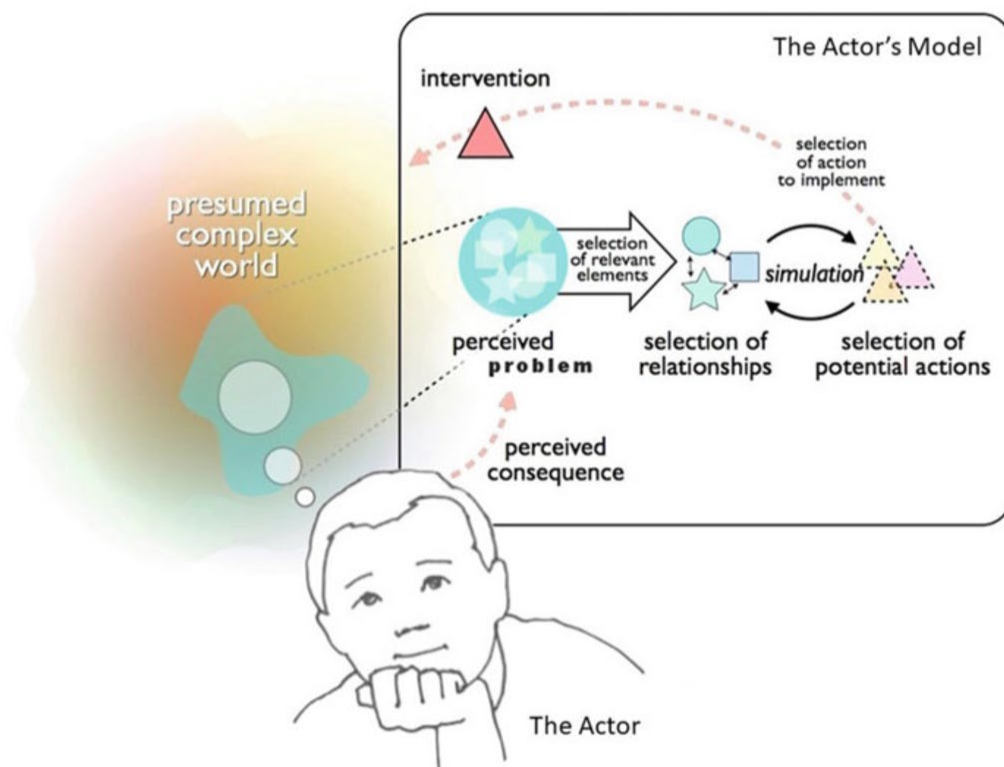 The Actor's Model
intervention
selection
of action
to implement
presumed
complex
world
selection
of relevant
elements
simulation
perceived
problem
selection of
relationships
selection of
potential actions
perceived
consequence
The Actor